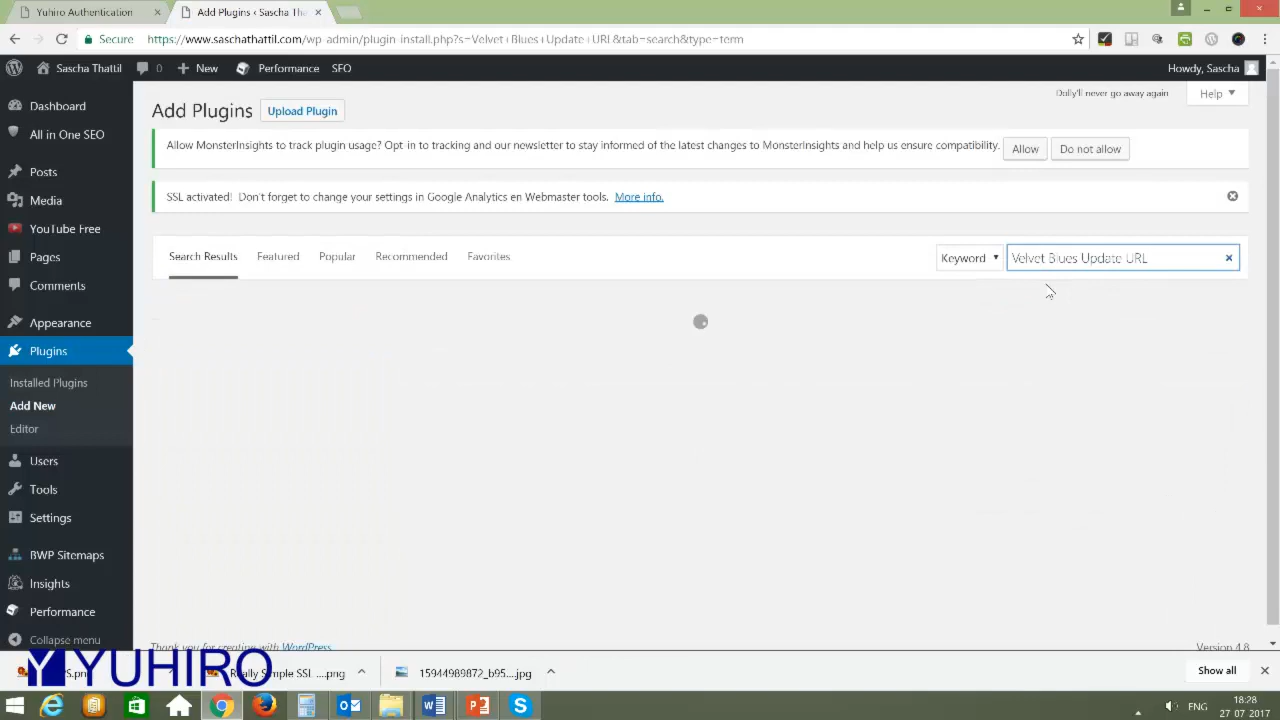 Yuhiro Authentication
Add Plugins ‹ Sascha Tha
Secure
https://www.saschathattil.com/wp-admin/plugin-install.php?s=Velvet+Blues+Update+URL&tab=search&type=term
Sascha Thattil
0
New
Performance
SEO
Howdy, Sascha
Dashboard
All in One SEO
Posts
Media
YouTube Free
Pages
Comments
Appearance
Plugins
Installed Plugins
Add New
Editor
Users
Tools
Settings
BWP Sitemaps
Insights
Performance
Collapse menu
Dolly'll never go away again
Help
Add Plugins
Upload Plugin
Allow MonsterInsights to track plugin usage? Opt-in to tracking and our newsletter to stay informed of the latest changes to MonsterInsights and help us ensure compatibility.
Allow
Do not allow
SSL activated! Don't forget to change your settings in Google Analytics en Webmaster tools. More info.
Search Results
Featured
Popular
Recommended
Favorites
Keyword
Velvet Blues Update URL
Thank you for creating with WordPress.
Version 4.8
YUHIRO
Really Simple SSL ....png
15944989872_b95....jpg
Show all
ENG
18:28
27-07-2017